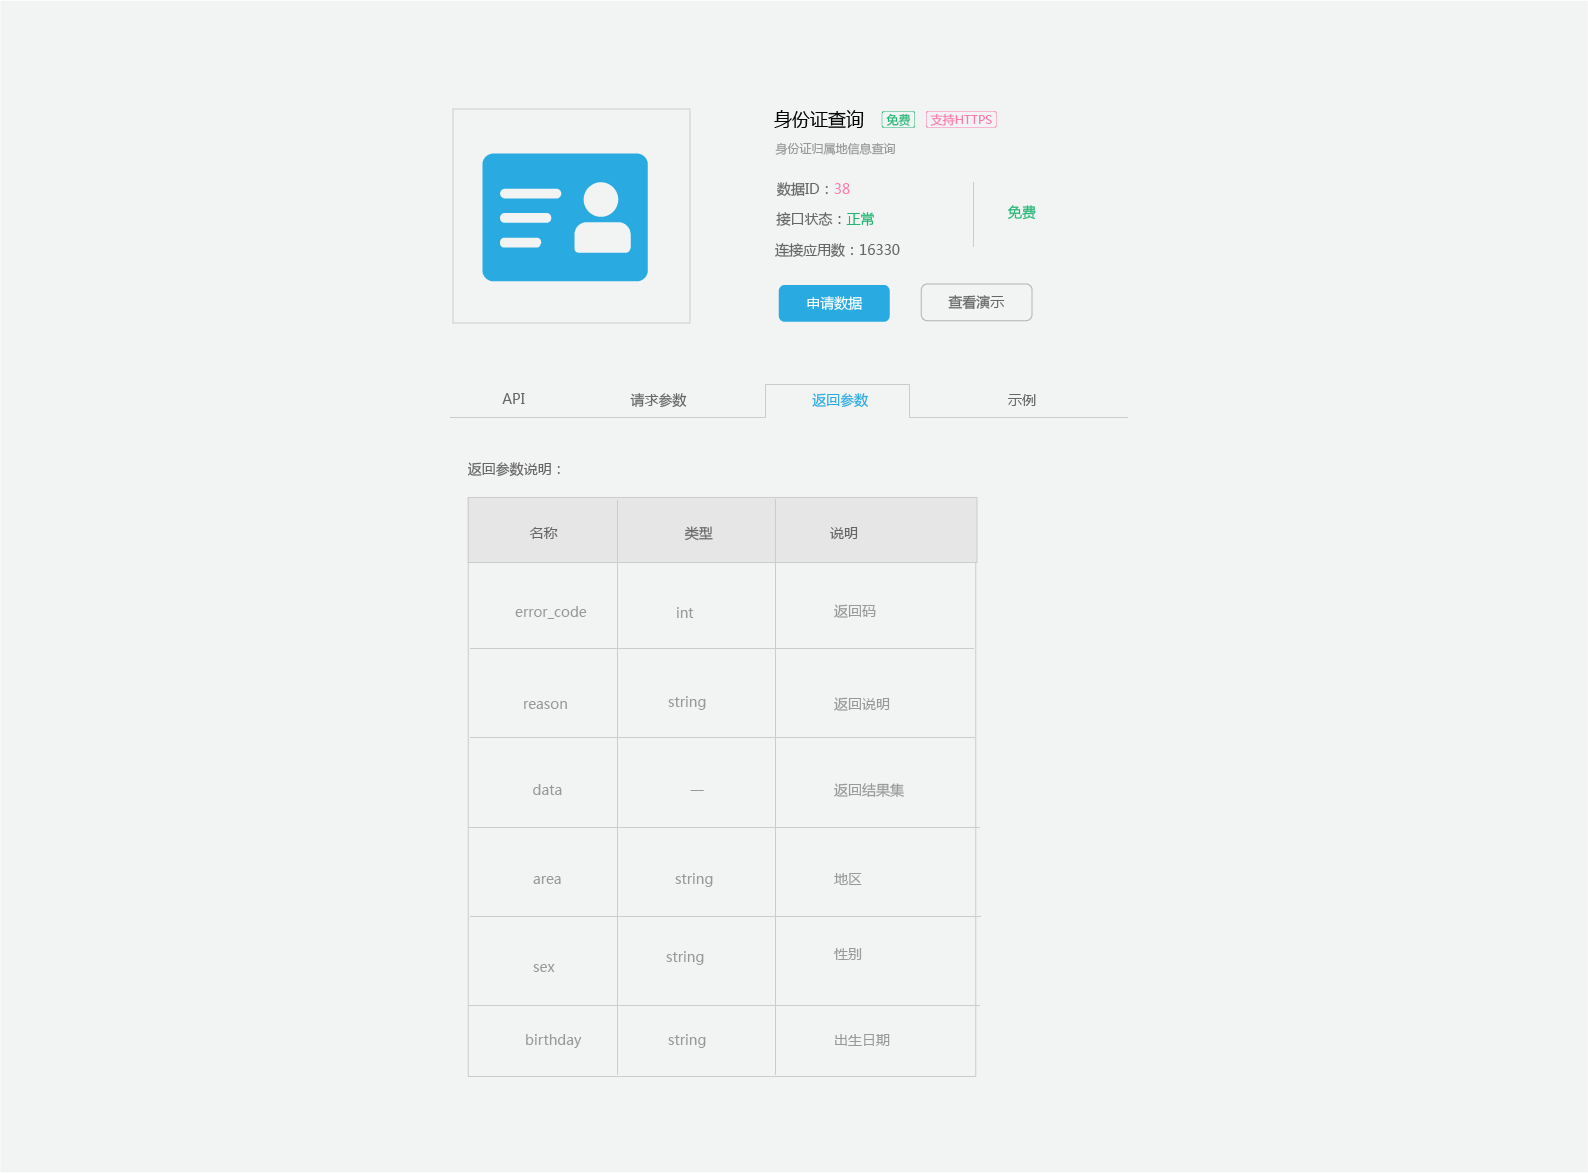 身份证查询 免费 支持HTTPS
身份证归属地信息查询
数据ID：38
接口状态：正常
免费
连接应用数：16330
申请数据 查看演示
API 请求参数 返回参数 示例
返回参数说明：
名称 类型 说明
error_code int 返回码
reason string 返回说明
data — 返回结果集
area string 地区
sex string 性别
birthday string 出生日期